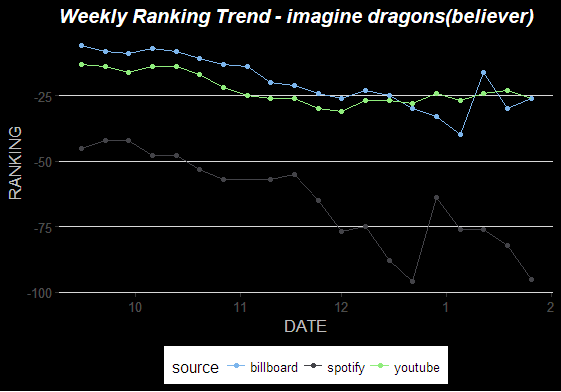 Weekly Ranking Trend - imagine dragons(believer)
RANKING
-25
-50
-75
-100
10 11 12 1 2
DATE
source billboard spotify youtube